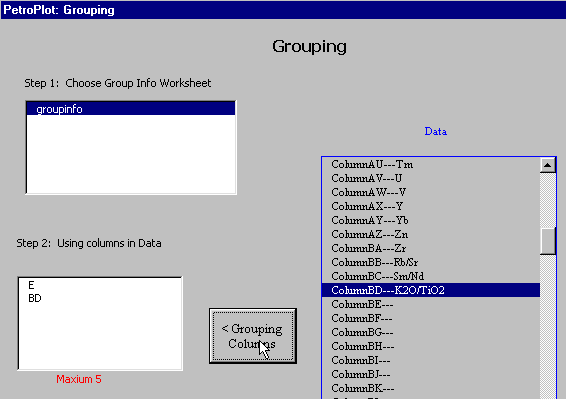 PetroPlot: Grouping
Grouping
Step 1: Choose Group Info Worksheet
groupinfo
Data
ColumnAU---Tm
ColumnAV---U
ColumnAW---V
ColumnAX---Y
ColumnAY---Yb
ColumnAZ---Zn
ColumnBA---Zr
ColumnBB---Rb/Sr
ColumnBC---Sm/Nd
ColumnBD---K2O/TiO2
ColumnBE---
ColumnBF---
ColumnBG---
ColumnBH---
ColumnBI---
ColumnBJ---
ColumnBK---
Step 2: Using columns in Data
E
BD
< Grouping
Columns
Maxium 5